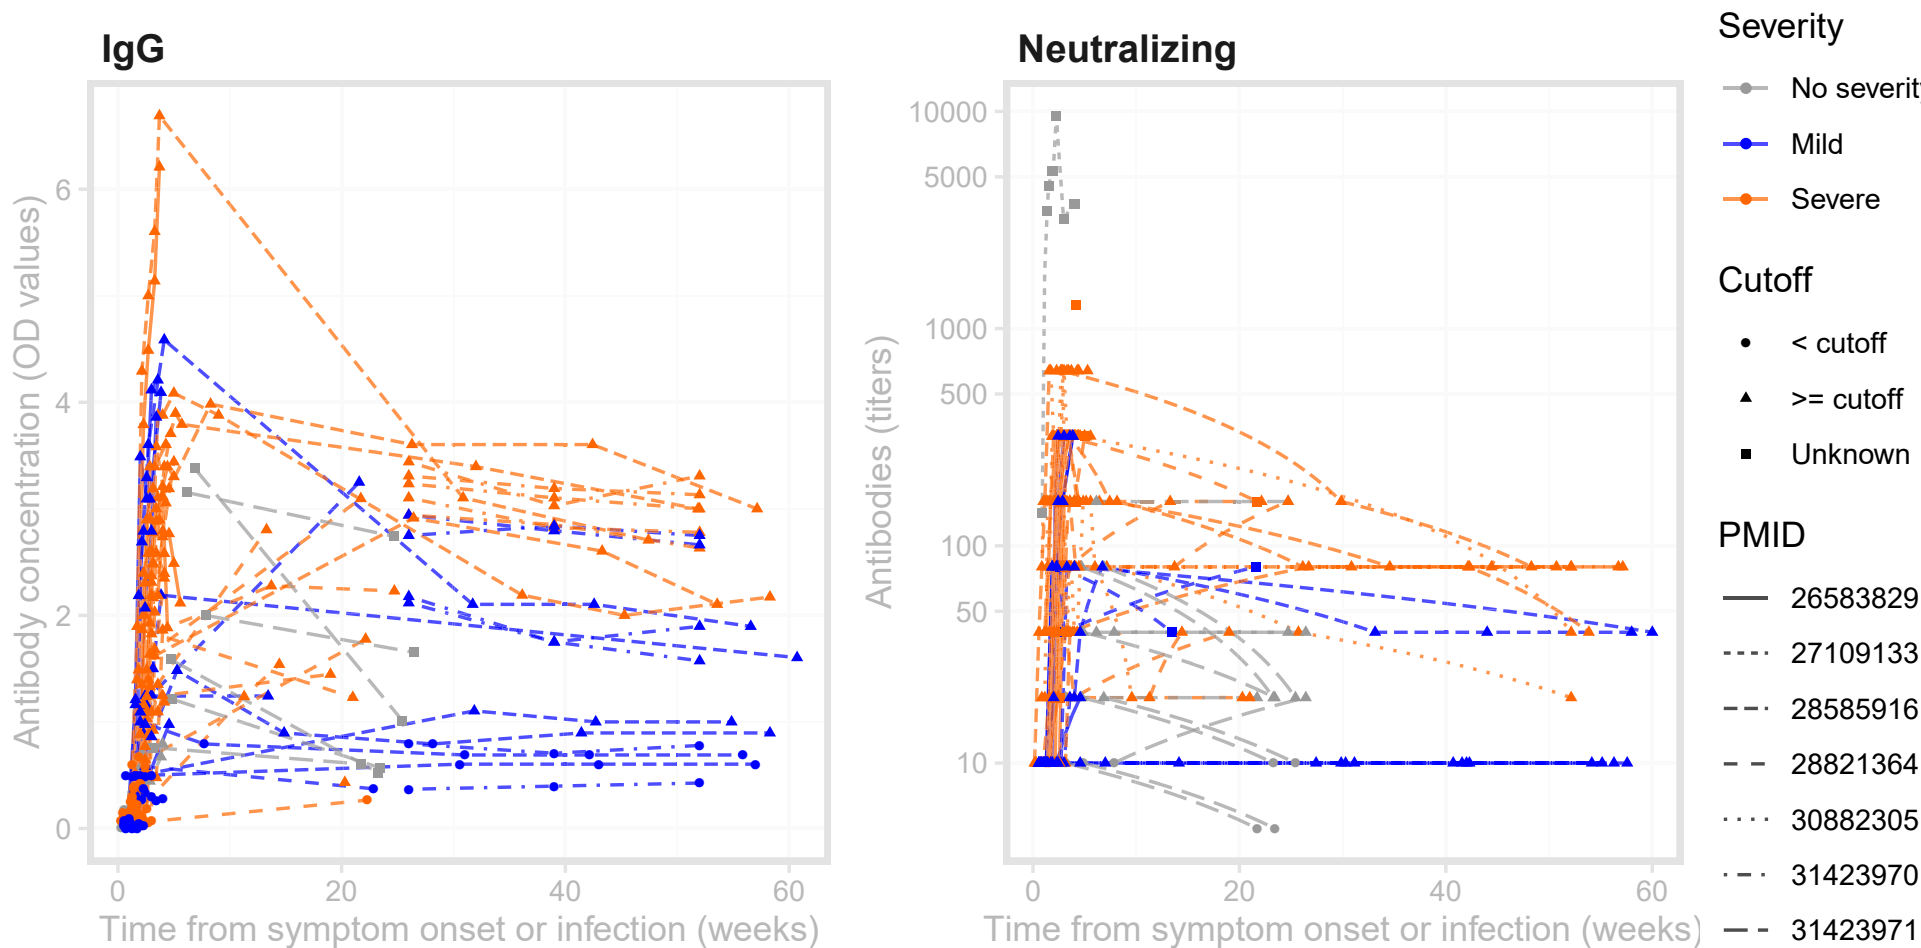 IgG
Antibody concentration (OD values)
6
4
2
0
0 20 40 60
Time from symptom onset or infection (weeks)
Neutralizing
Antibodies (titers)
10000
5000
1000
500
100
50
10
0 20 40 60
Time from symptom onset or infection (weeks)
Severity
No severity
Mild
Severe
Cutoff
< cutoff
>= cutoff
Unknown
PMID
26583829
27109133
28585916
28821364
30882305
31423970
31423971